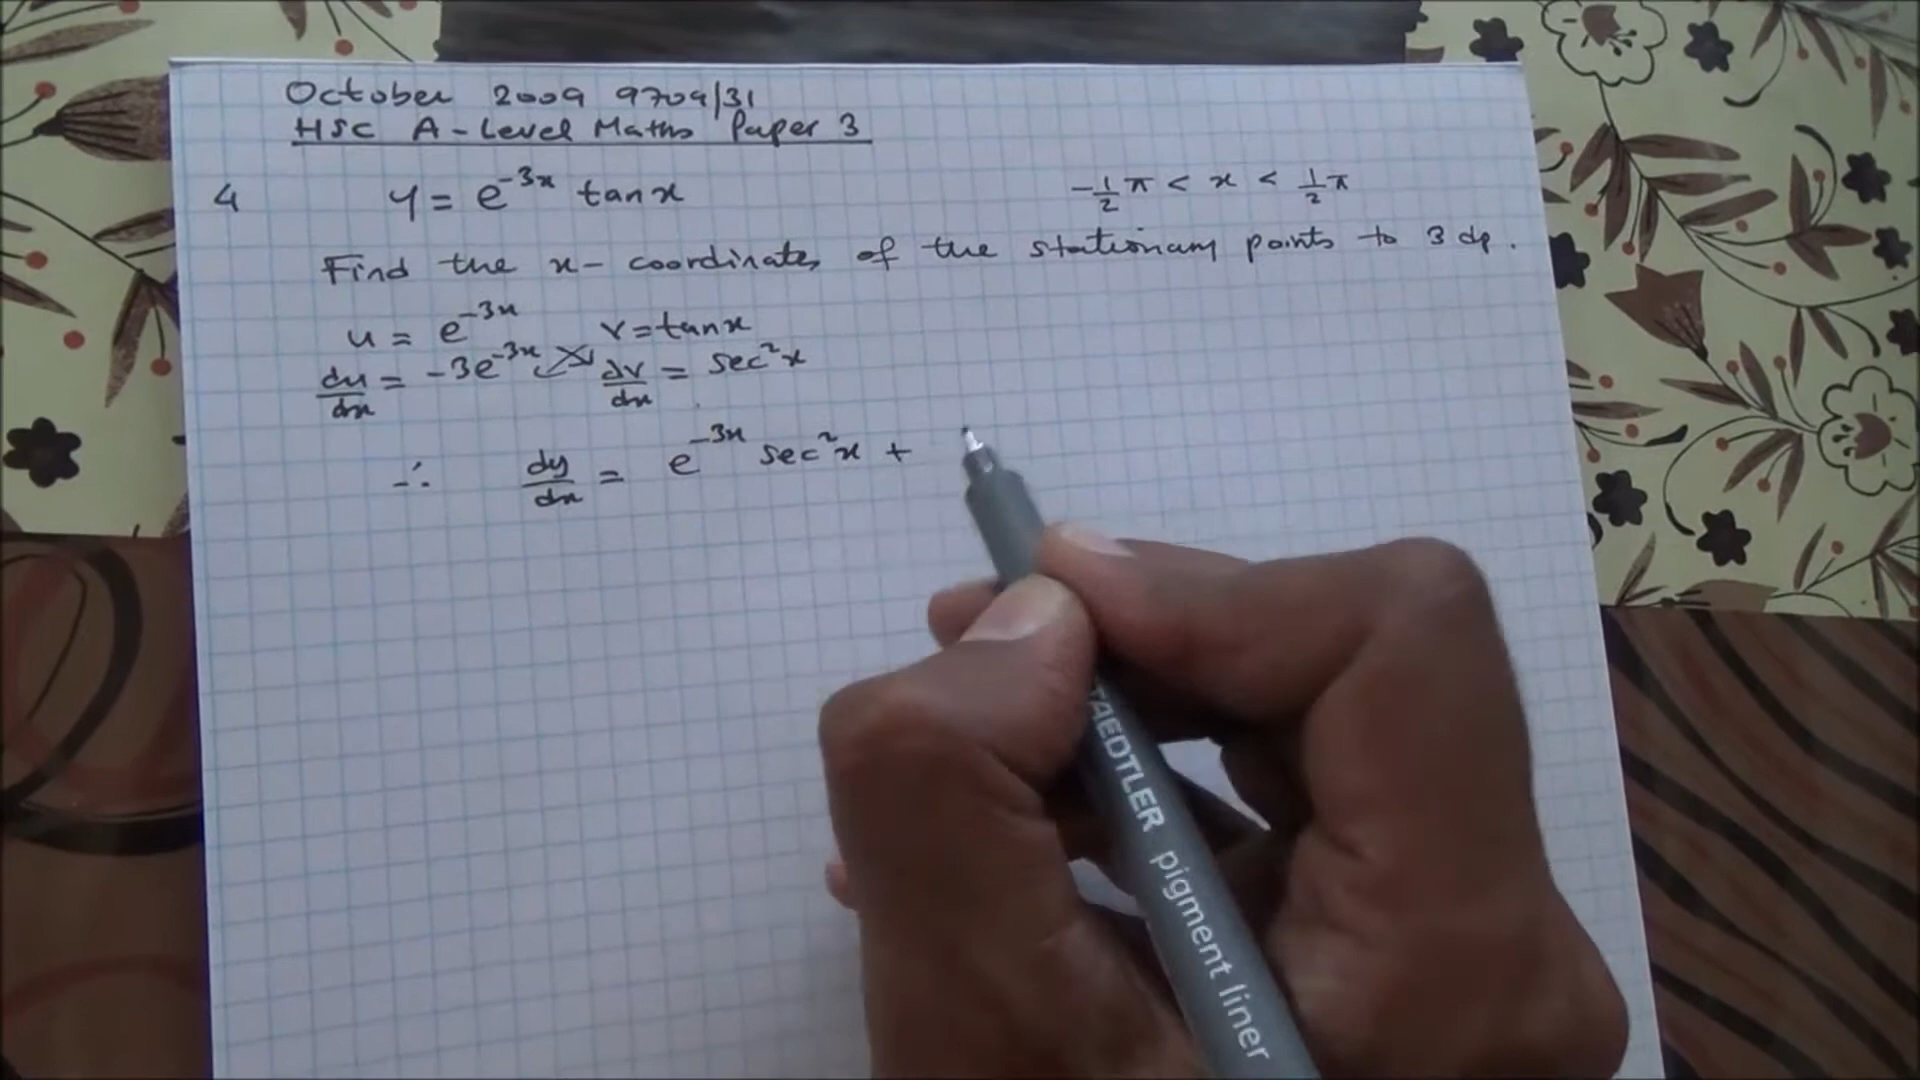 October 2009 9709/31
HSC A-Level Maths Paper 3
4 y = e^-3x tan x -1/2 π < x < 1/2 π
Find the x-coordinates of the stationary points to 3 dp.
u = e^-3x v = tan x
du/dx = -3e^-3x dv/dx = sec²x
∴ dy/dx = e^-3x sec²x +
STAEDTLER pigment liner